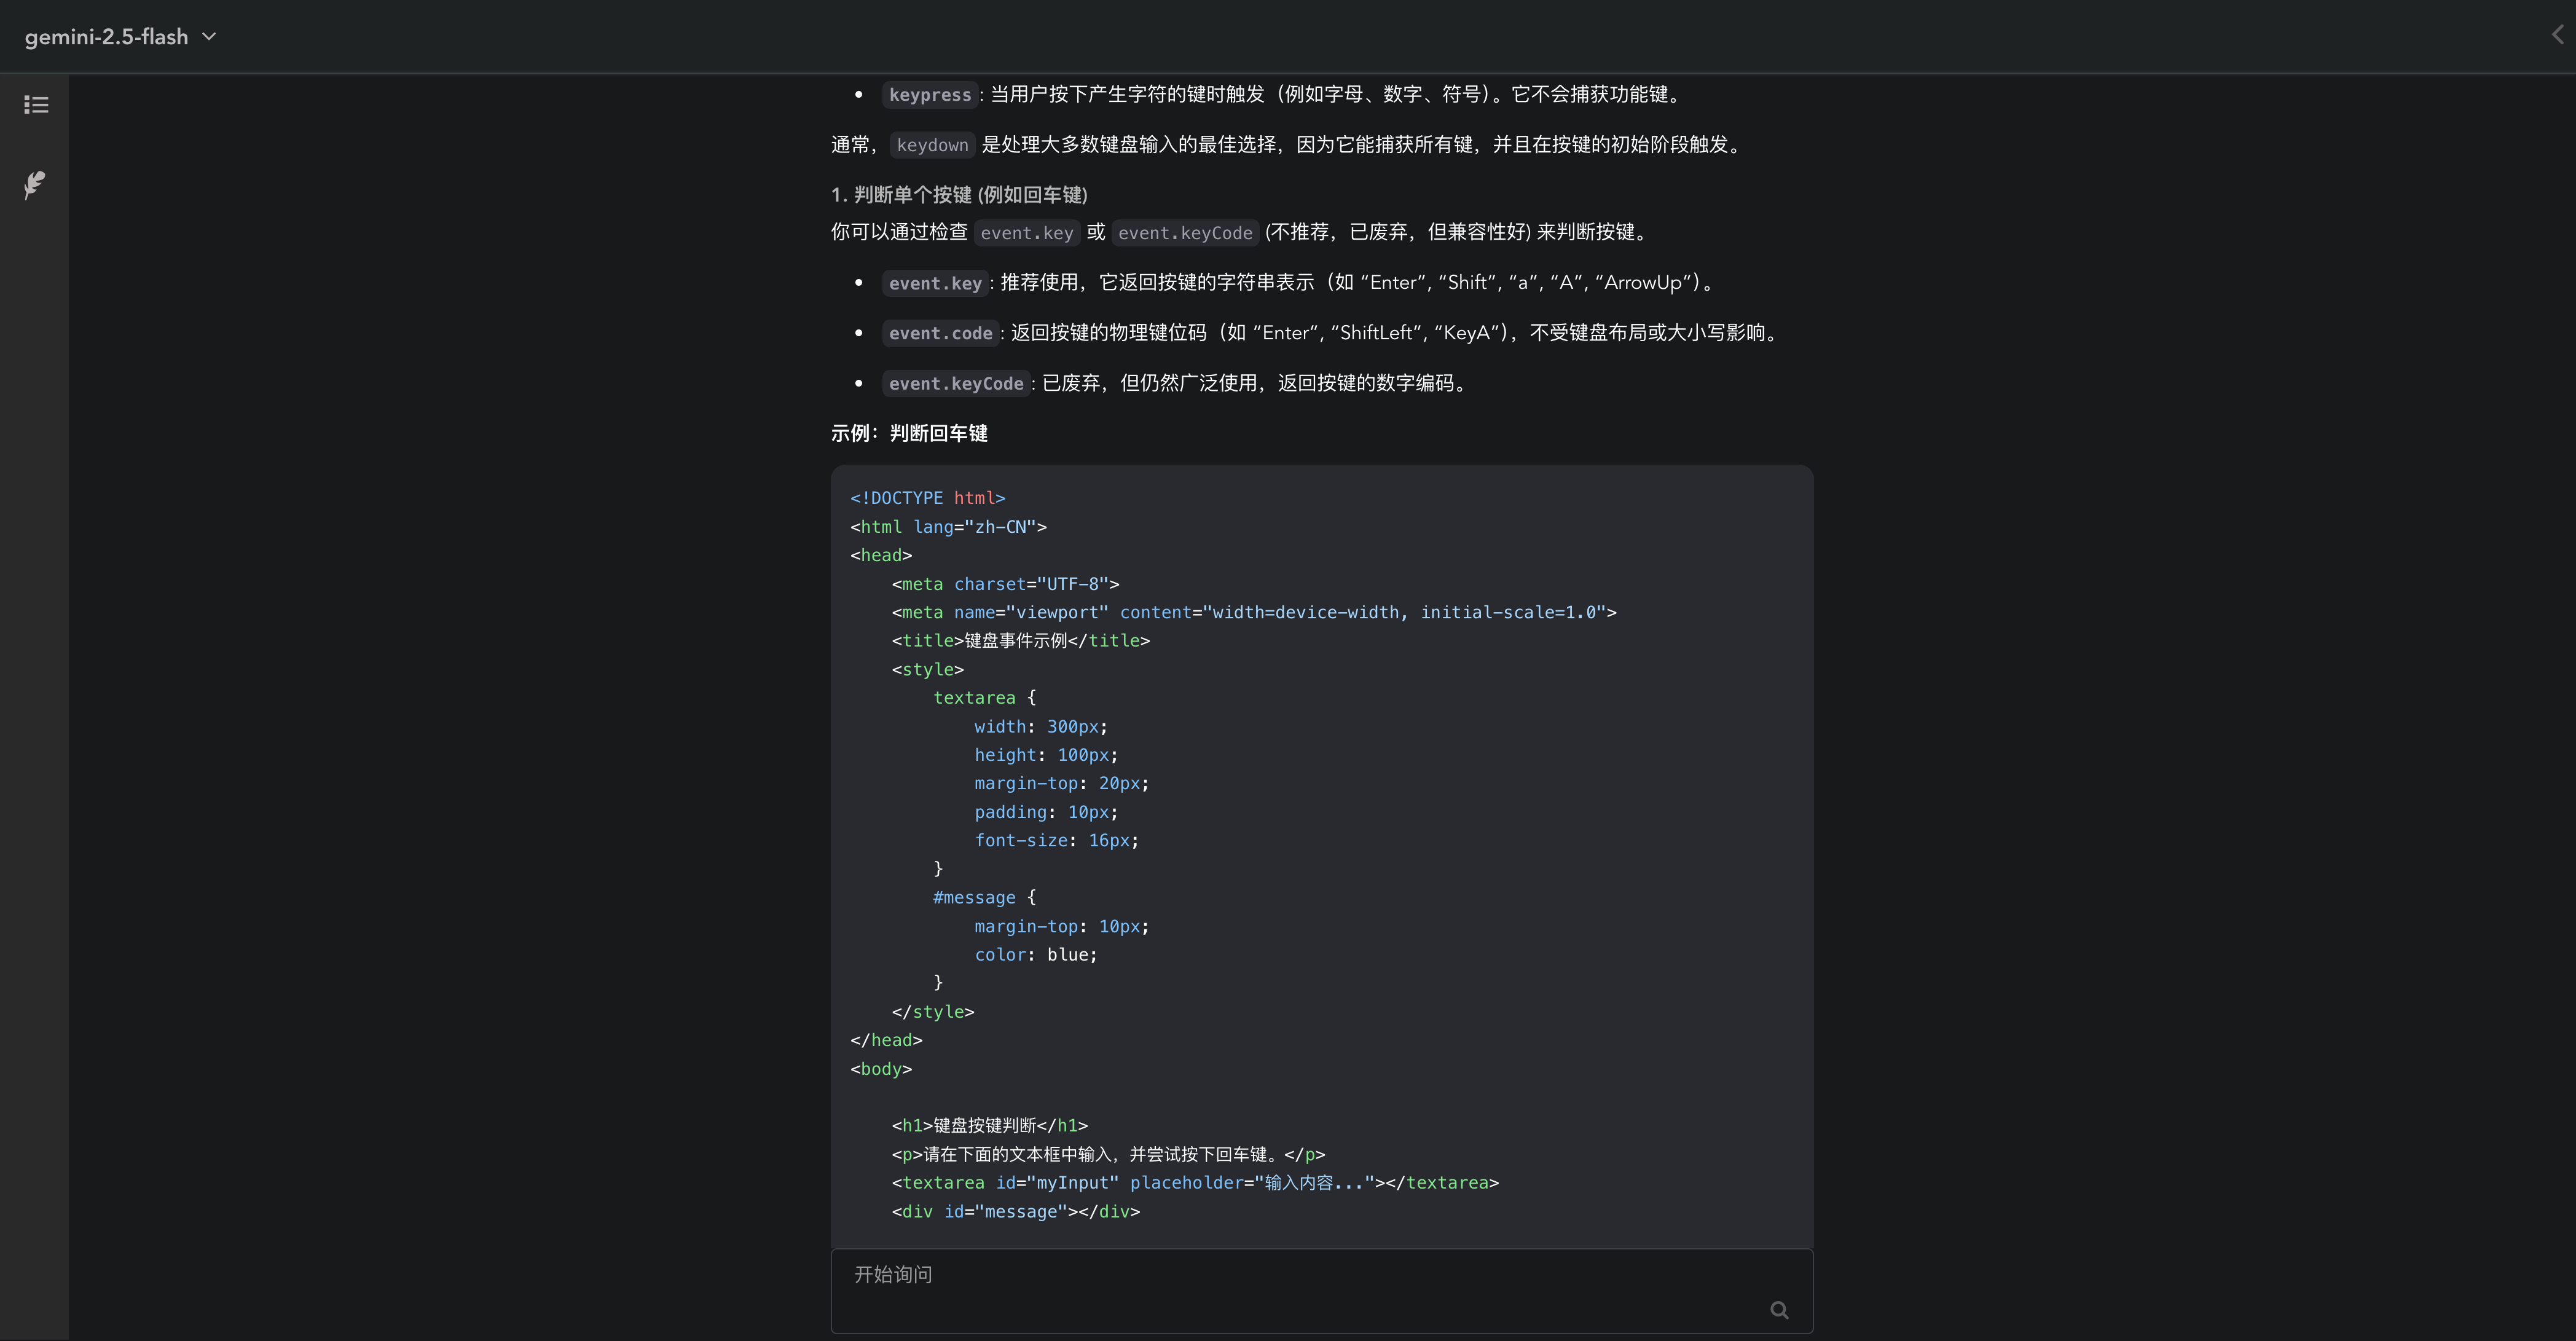 gemini-2.5-flash
keypress: 当用户按下产生字符的键时触发（例如字母、数字、符号）。它不会捕获功能键。
通常，keydown 是处理大多数键盘输入的最佳选择，因为它能捕获所有键，并且在按键的初始阶段触发。
1. 判断单个按键 (例如回车键)
你可以通过检查 event.key 或 event.keyCode (不推荐，已废弃，但兼容性好) 来判断按键。
event.key: 推荐使用，它返回按键的字符串表示（如 “Enter”, “Shift”, “a”, “A”, “ArrowUp”）。
event.code: 返回按键的物理键位码（如 “Enter”, “ShiftLeft”, “KeyA”），不受键盘布局或大小写影响。
event.keyCode: 已废弃，但仍然广泛使用，返回按键的数字编码。
示例：判断回车键
<!DOCTYPE html>
<html lang="zh-CN">
<head>
    <meta charset="UTF-8">
    <meta name="viewport" content="width=device-width, initial-scale=1.0">
    <title>键盘事件示例</title>
    <style>
        textarea {
            width: 300px;
            height: 100px;
            margin-top: 20px;
            padding: 10px;
            font-size: 16px;
        }
        #message {
            margin-top: 10px;
            color: blue;
        }
    </style>
</head>
<body>
    <h1>键盘按键判断</h1>
    <p>请在下面的文本框中输入，并尝试按下回车键。</p>
    <textarea id="myInput" placeholder="输入内容..."></textarea>
    <div id="message"></div>
开始询问